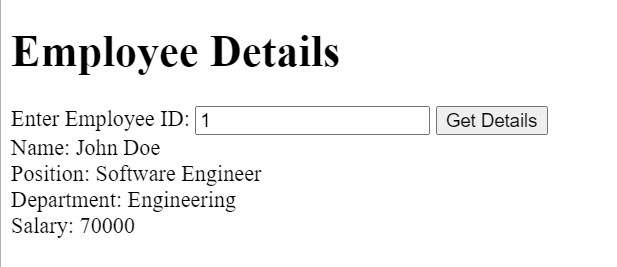 Employee Details
Enter Employee ID: 1 Get Details
Name: John Doe
Position: Software Engineer
Department: Engineering
Salary: 70000